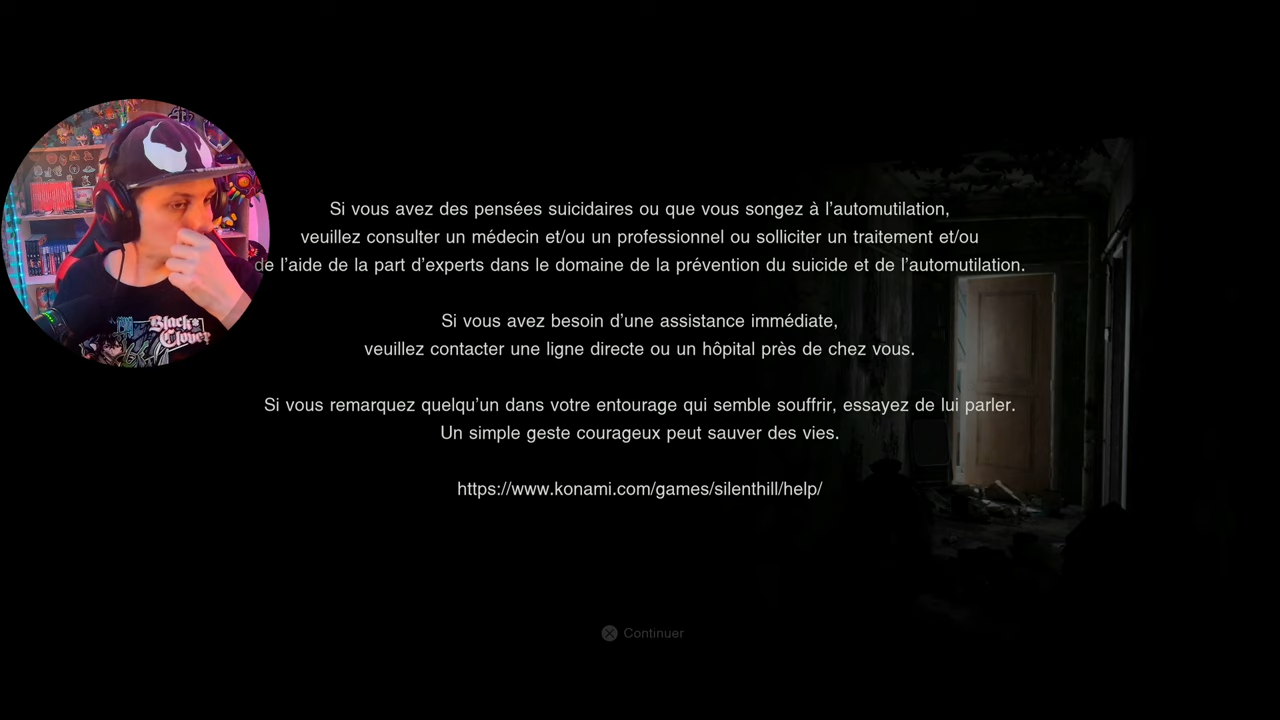 Si vous avez des pensées suicidaires ou que vous songez à l'automutilation,
veuillez consulter un médecin et/ou un professionnel ou solliciter un traitement et/ou
de l'aide de la part d'experts dans le domaine de la prévention du suicide et de l'automutilation.
Si vous avez besoin d'une assistance immédiate,
veuillez contacter une ligne directe ou un hôpital près de chez vous.
Si vous remarquez quelqu'un dans votre entourage qui semble souffrir, essayez de lui parler.
Un simple geste courageux peut sauver des vies.
https://www.konami.com/games/silenthill/help/
Continuer
Black Clover